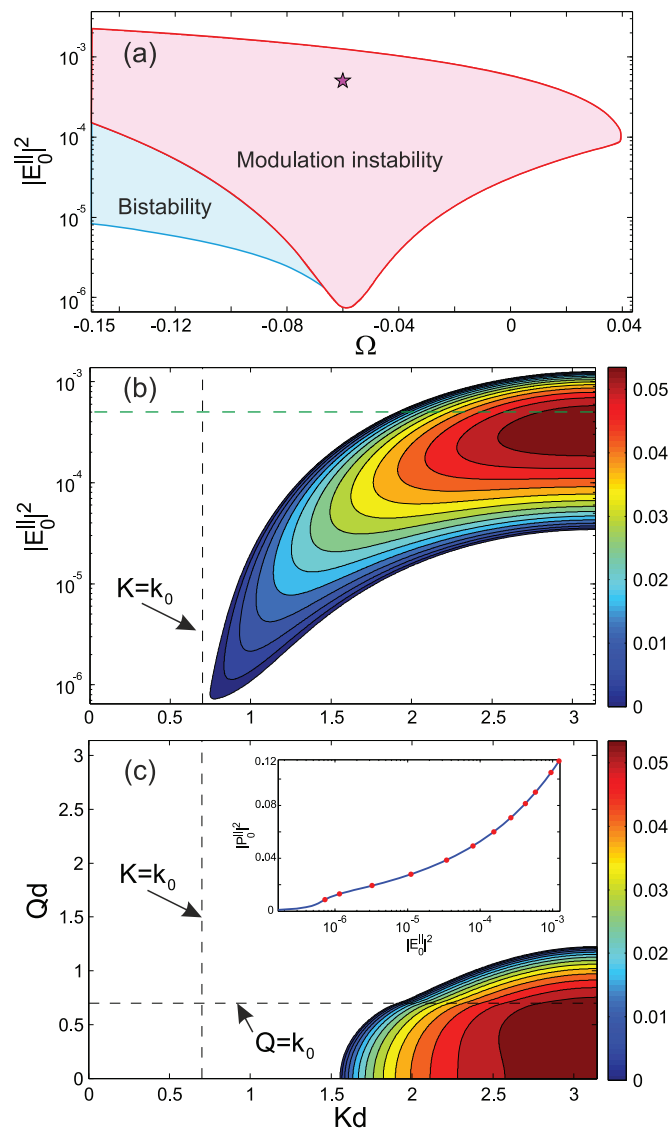 (a)
10⁻³
10⁻⁴
10⁻⁵
10⁻⁶
|E₀^||^|²
Modulation instability
Bistability
-0.15 -0.12 -0.08 -0.04 0 0.04
Ω
(b)
10⁻³
10⁻⁴
10⁻⁵
10⁻⁶
|E₀^||^|²
K=k₀
0 0.5 1 1.5 2 2.5 3
0.05
0.04
0.03
0.02
0.01
0
(c)
3
2.5
2
1.5
1
0.5
0
Qd
K=k₀
Q=k₀
0.12
0.08
0.04
0
|P₀^||^|²
10⁻⁶ 10⁻⁵ 10⁻⁴ 10⁻³
|E₀^||^|²
0 0.5 1 1.5 2 2.5 3
Kd
0.05
0.04
0.03
0.02
0.01
0